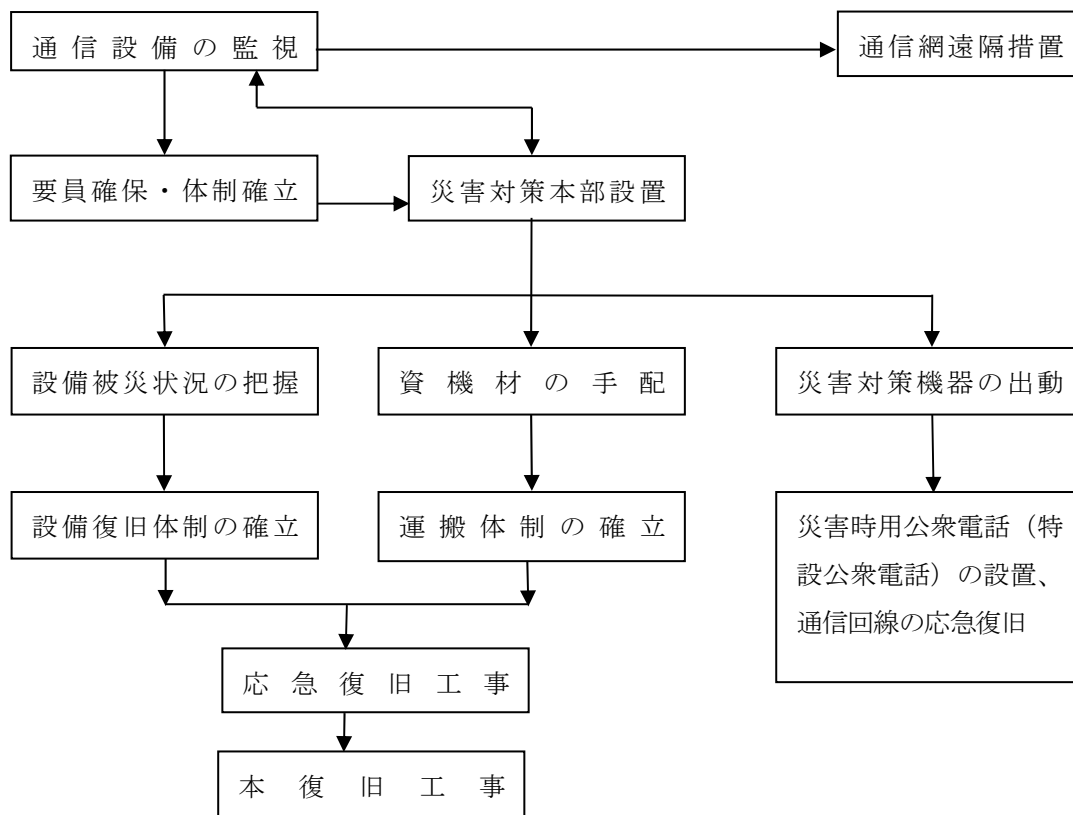 通信設備の監視
通信網遠隔措置
要員確保・体制確立
災害対策本部設置
設備被災状況の把握
資機材の手配
災害対策機器の出動
設備復旧体制の確立
運搬体制の確立
災害時用公衆電話（特
設公衆電話）の設置、
通信回線の応急復旧
応急復旧工事
本復旧工事